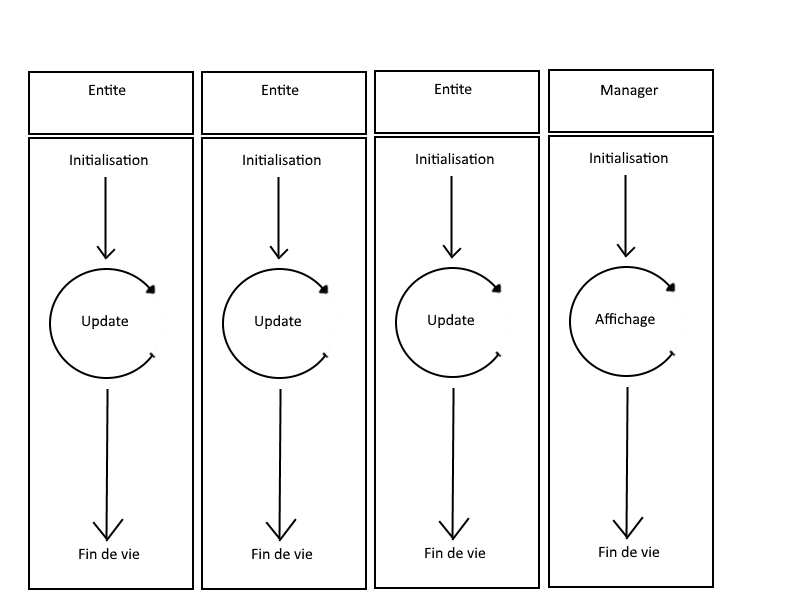 Entite
Entite
Entite
Manager
Initialisation
Initialisation
Initialisation
Initialisation
Update
Update
Update
Affichage
Fin de vie
Fin de vie
Fin de vie
Fin de vie